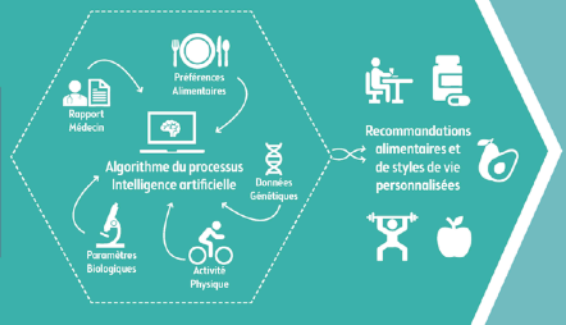 Préférences
Alimentaires
Rapport
Médecin
Algorithme du processus
Intelligence artificielle
Données
Génétiques
Paramètres
Biologiques
Activité
Physique
Recommandations
alimentaires et
de styles de vie
personnalisées